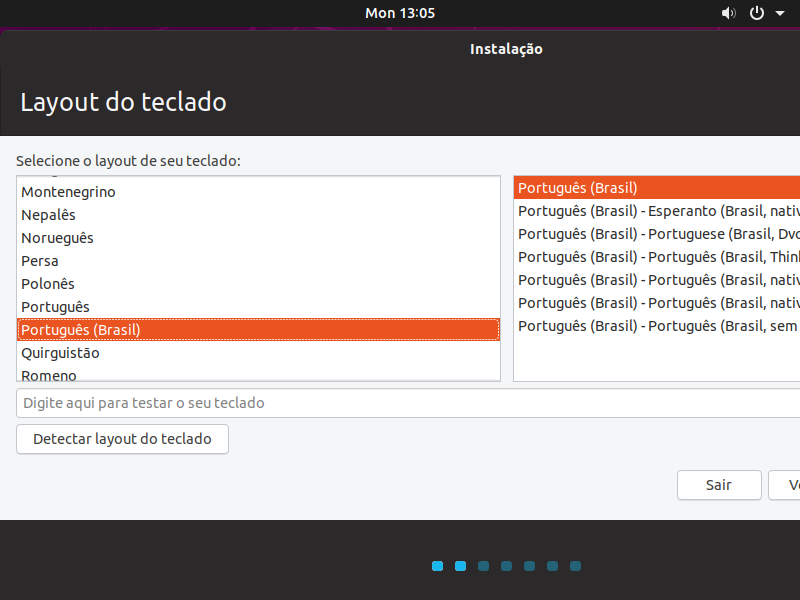 Mon 13:05
Instalação
Layout do teclado
Selecione o layout de seu teclado:
Montenegrino
Nepalês
Norueguês
Persa
Polonês
Português
Português (Brasil)
Quirguistão
Romeno
Português (Brasil)
Português (Brasil) - Esperanto (Brasil, nativ
Português (Brasil) - Portuguese (Brasil, Dvo
Português (Brasil) - Português (Brasil, Think
Português (Brasil) - Português (Brasil, nativ
Português (Brasil) - Português (Brasil, nativ
Português (Brasil) - Português (Brasil, sem
Digite aqui para testar o seu teclado
Detectar layout do teclado
Sair